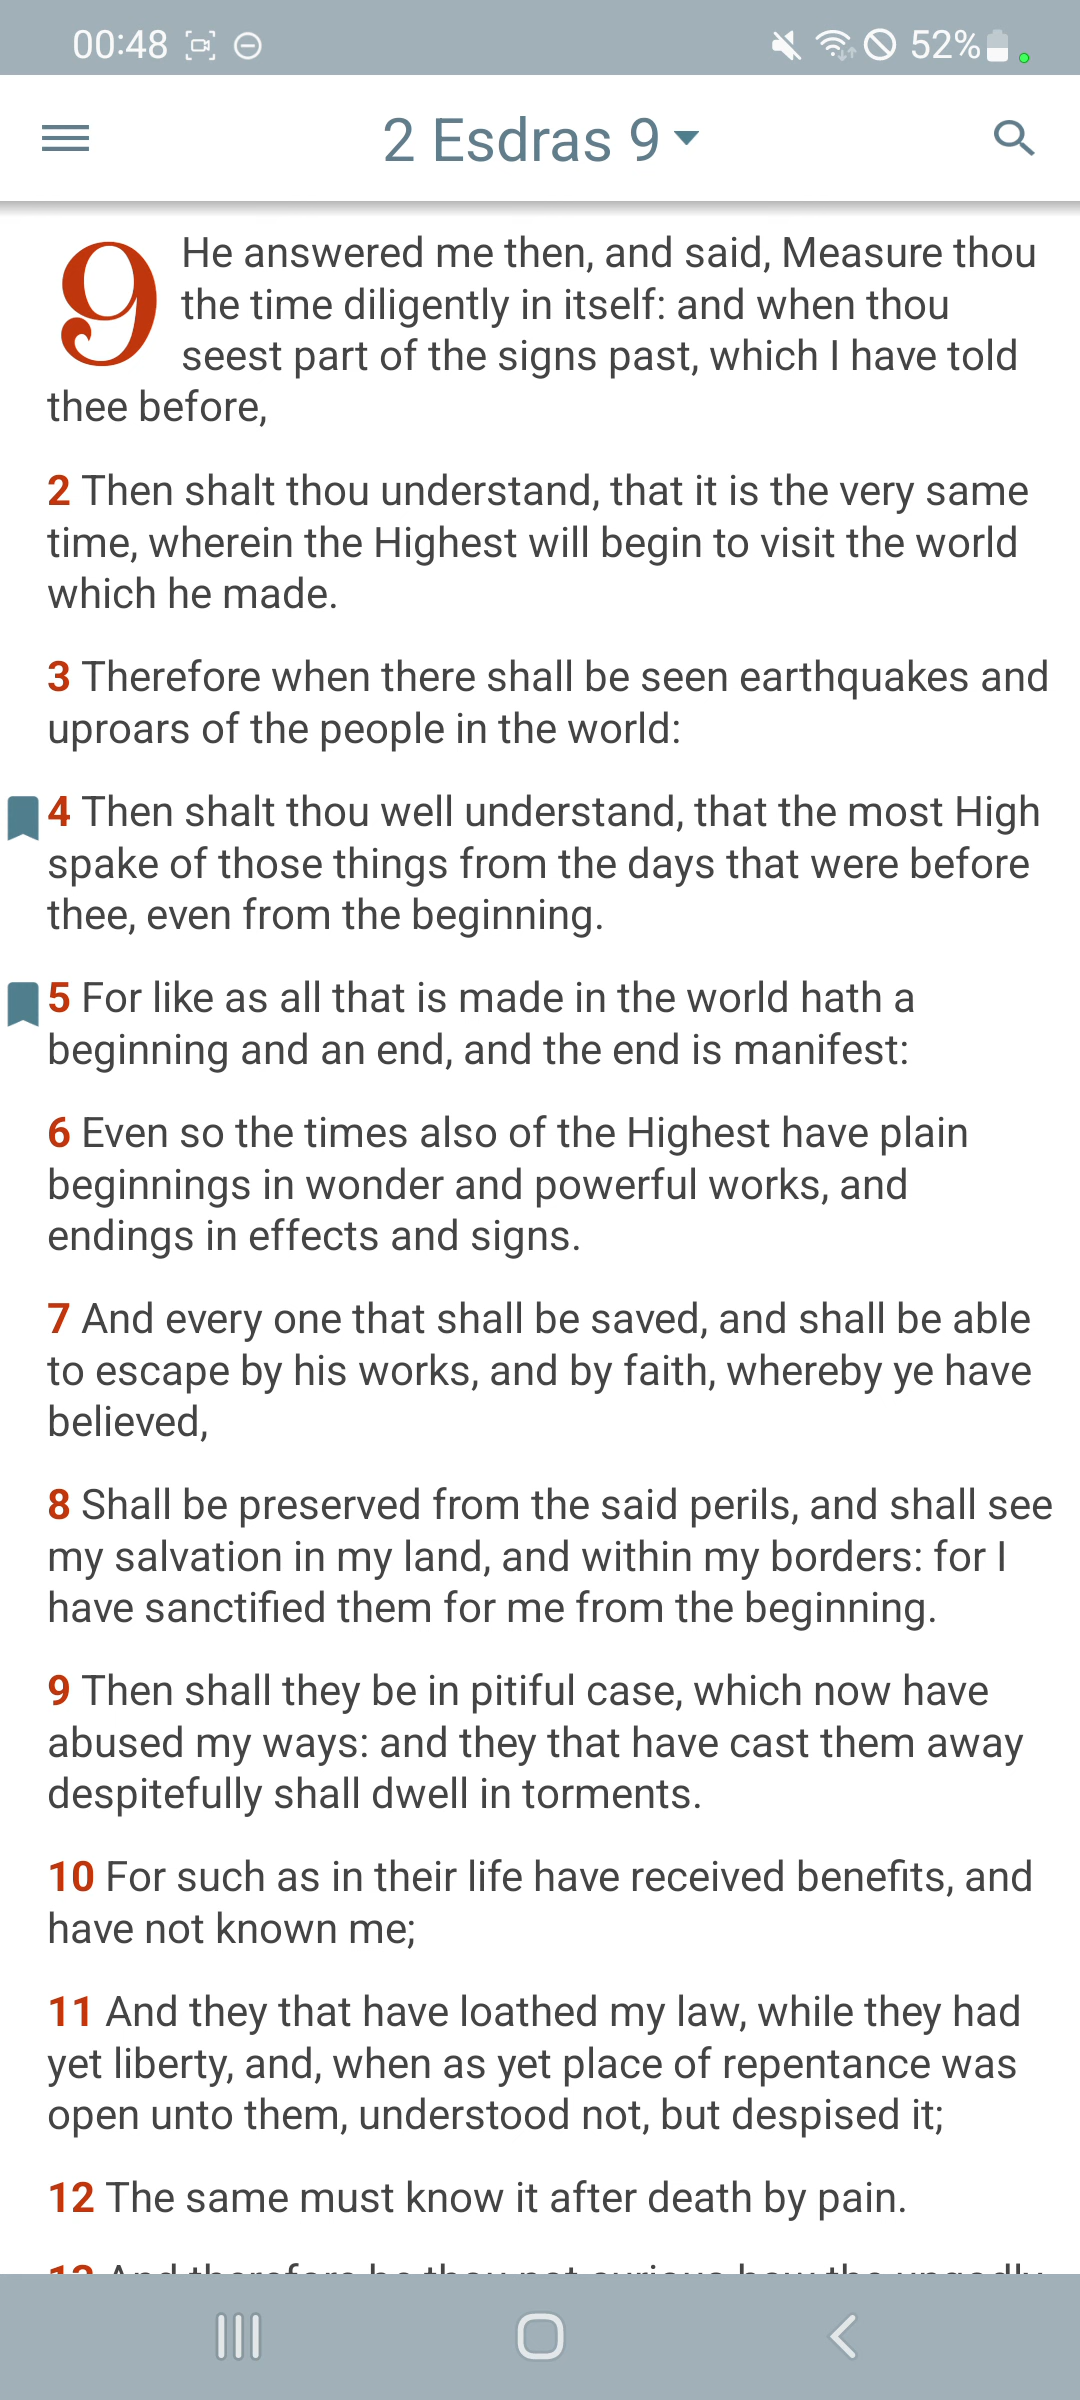 00:48 52%
2 Esdras 9
9 He answered me then, and said, Measure thou
the time diligently in itself: and when thou
seest part of the signs past, which I have told
thee before,
2 Then shalt thou understand, that it is the very same
time, wherein the Highest will begin to visit the world
which he made.
3 Therefore when there shall be seen earthquakes and
uproars of the people in the world:
4 Then shalt thou well understand, that the most High
spake of those things from the days that were before
thee, even from the beginning.
5 For like as all that is made in the world hath a
beginning and an end, and the end is manifest:
6 Even so the times also of the Highest have plain
beginnings in wonder and powerful works, and
endings in effects and signs.
7 And every one that shall be saved, and shall be able
to escape by his works, and by faith, whereby ye have
believed,
8 Shall be preserved from the said perils, and shall see
my salvation in my land, and within my borders: for I
have sanctified them for me from the beginning.
9 Then shall they be in pitiful case, which now have
abused my ways: and they that have cast them away
despitefully shall dwell in torments.
10 For such as in their life have received benefits, and
have not known me;
11 And they that have loathed my law, while they had
yet liberty, and, when as yet place of repentance was
open unto them, understood not, but despised it;
12 The same must know it after death by pain.
13 And therefore be thou not curious how the ungodly